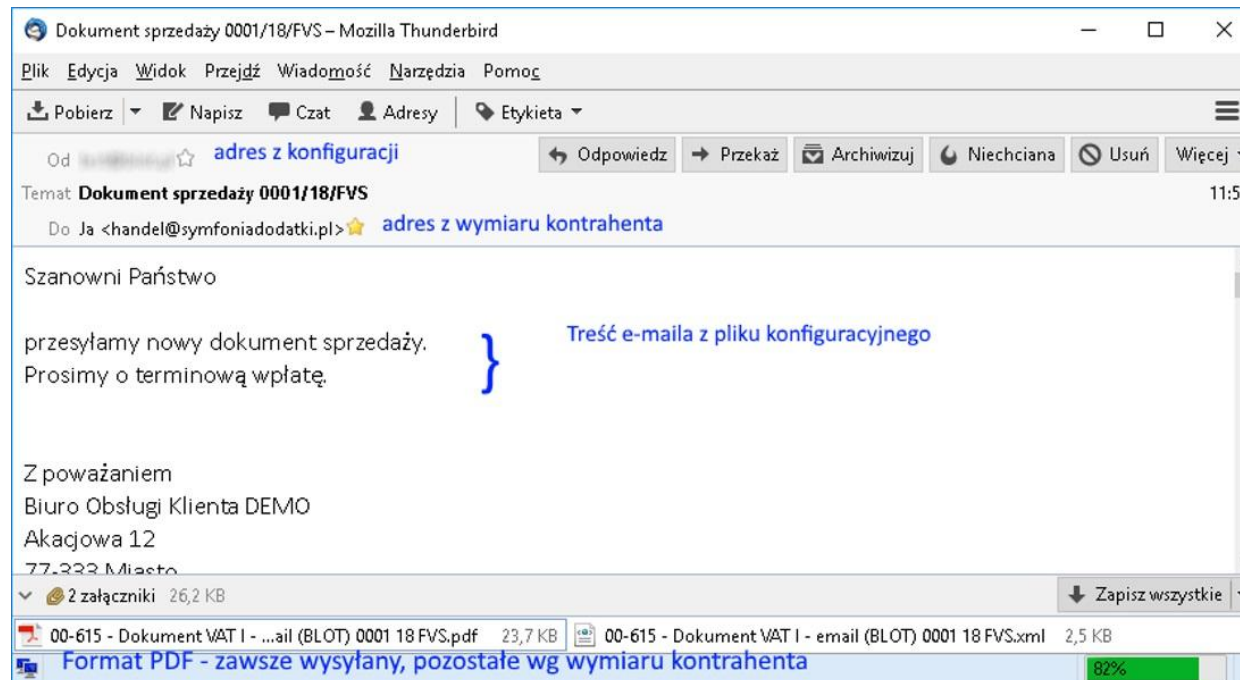 Dokument sprzedaży 0001/18/FVS – Mozilla Thunderbird
Plik Edycja Widok Przejdź Wiadomość Narzędzia Pomoc
Pobierz Napisz Czat Adresy Etykieta
Od adres z konfiguracji Odpowiedz Przekaż Archiwizuj Niechciana Usuń Więcej
Temat Dokument sprzedaży 0001/18/FVS 11:5
Do Ja <handel@symfoniadodatki.pl> adres z wymiaru kontrahenta
Szanowni Państwo
przesyłamy nowy dokument sprzedaży. Treść e-maila z pliku konfiguracyjnego
Prosimy o terminową wpłatę. }
Z poważaniem
Biuro Obsługi Klienta DEMO
Akacjowa 12
77-333 Miasto
2 załączniki 26,2 KB Zapisz wszystkie
00-615 - Dokument VAT I - ...ail (BLOT) 0001 18 FVS.pdf 23,7 KB 00-615 - Dokument VAT I - email (BLOT) 0001 18 FVS.xml 2,5 KB
Format PDF - zawsze wysyłany, pozostałe wg wymiaru kontrahenta 82%